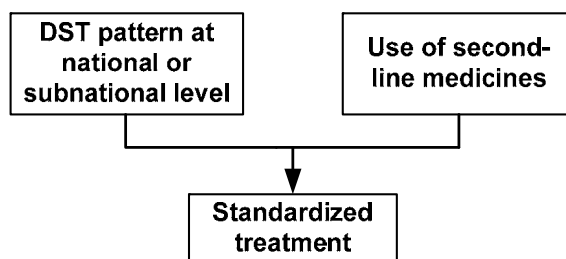 DST pattern at
national or
subnational level
Use of second-
line medicines
Standardized
treatment